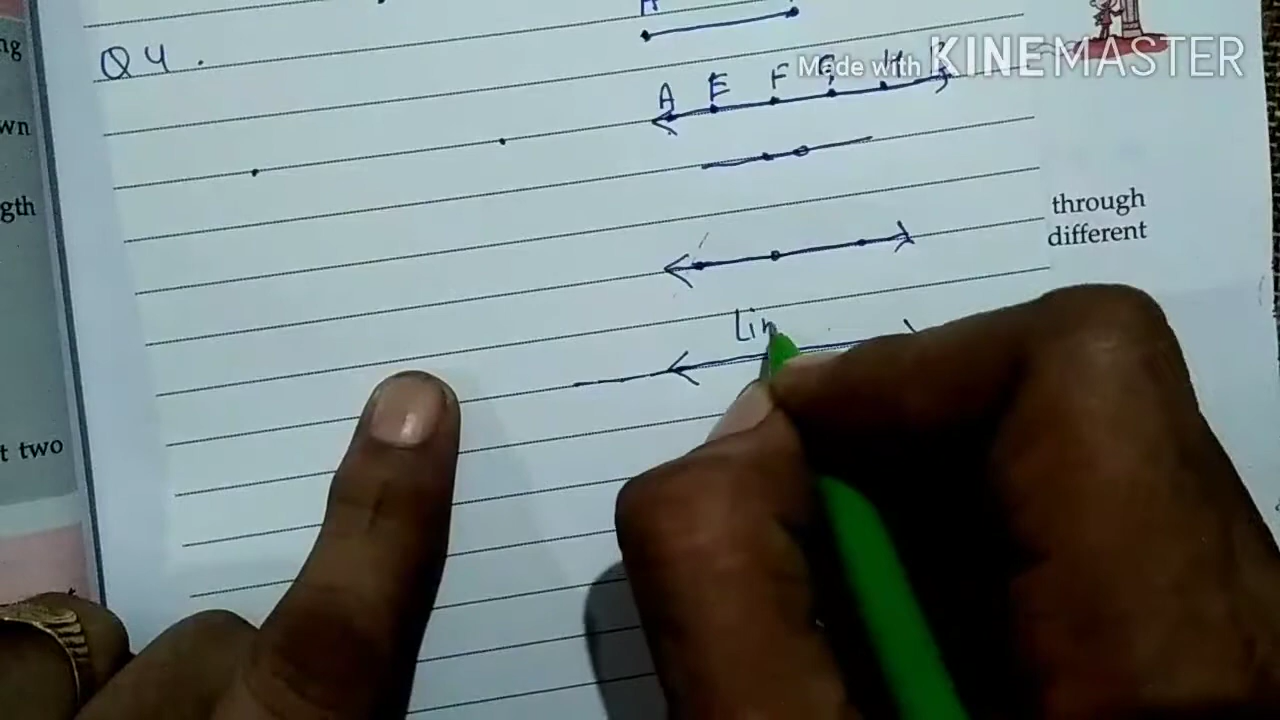 Made with KINEMASTER
Q4.
A E F G H
through
different
Lin
ng
wn
gth
t two